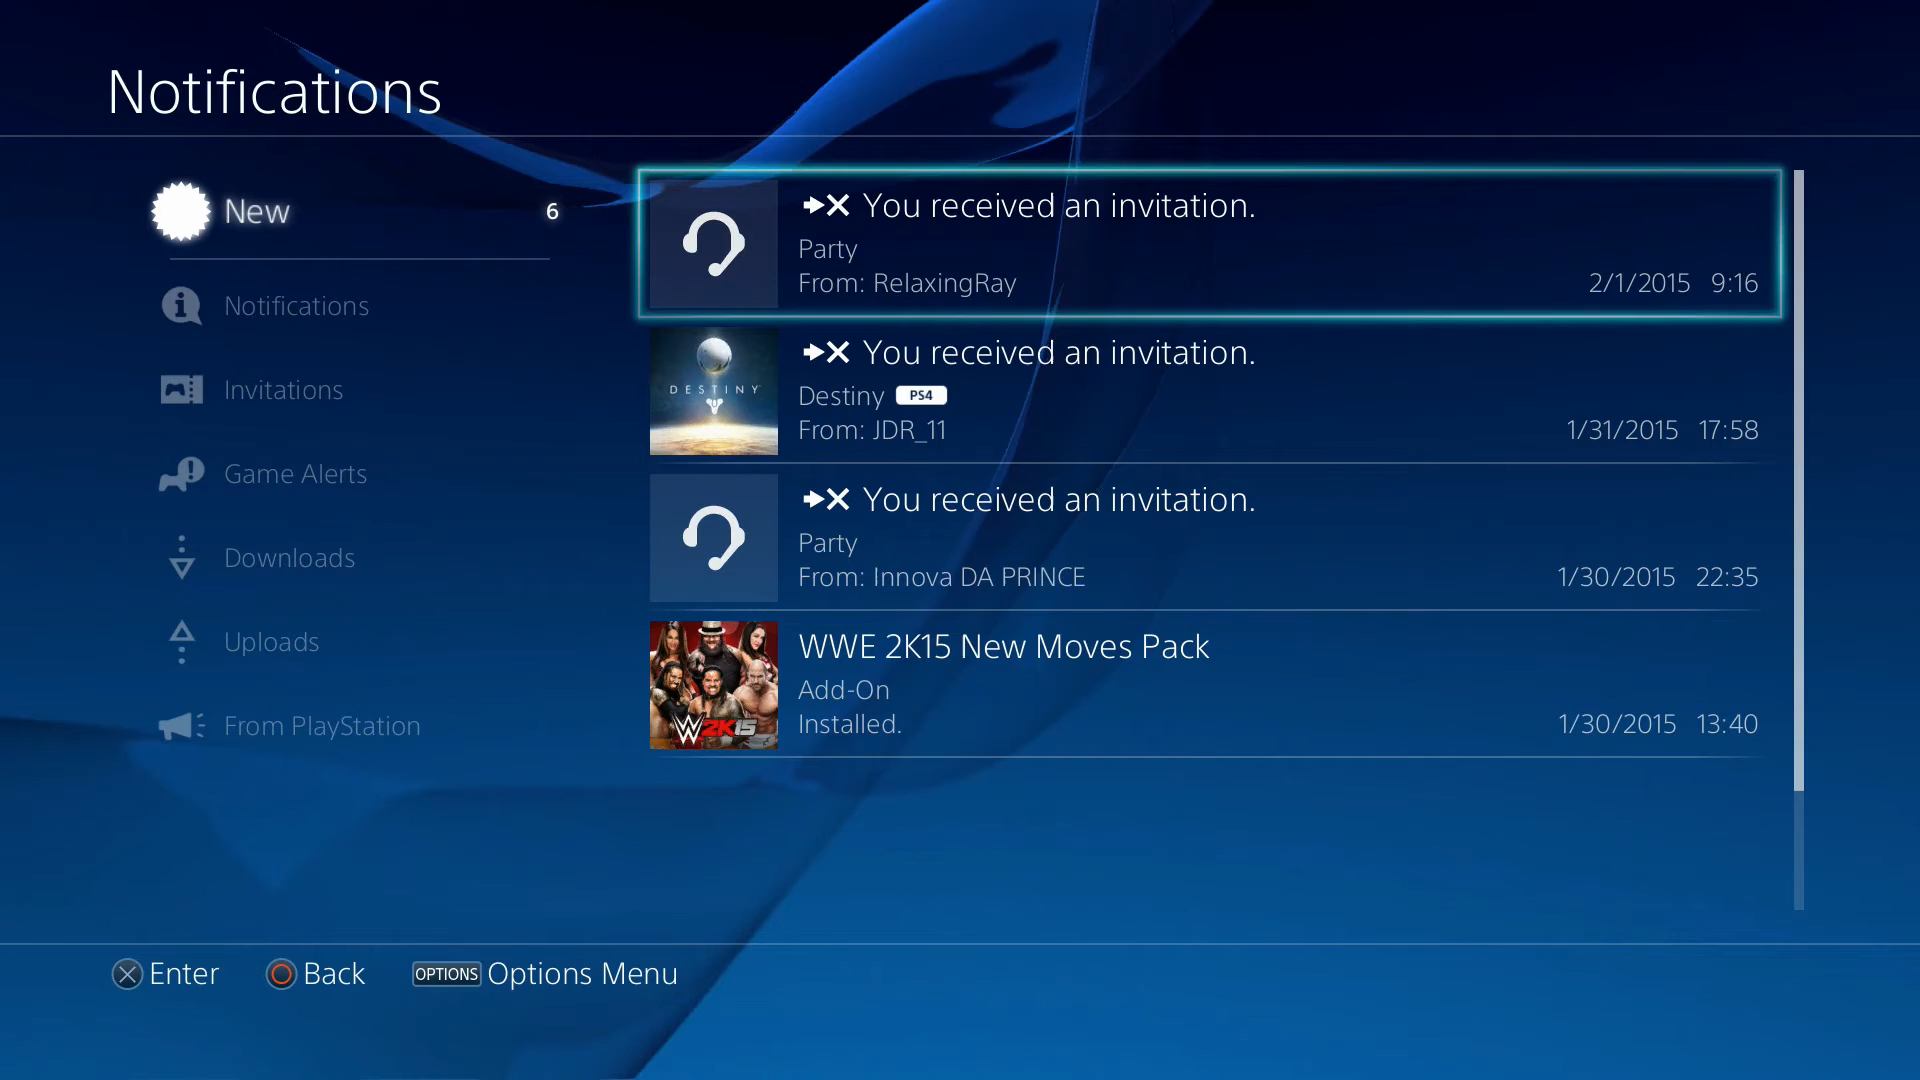 Notifications
New 6
Notifications
Invitations
Game Alerts
Downloads
Uploads
From PlayStation
You received an invitation.
Party
From: RelaxingRay 2/1/2015 9:16
DESTINY
You received an invitation.
Destiny PS4
From: JDR_11 1/31/2015 17:58
You received an invitation.
Party
From: Innova DA PRINCE 1/30/2015 22:35
W2K15
WWE 2K15 New Moves Pack
Add-On
Installed. 1/30/2015 13:40
Enter Back OPTIONS Options Menu